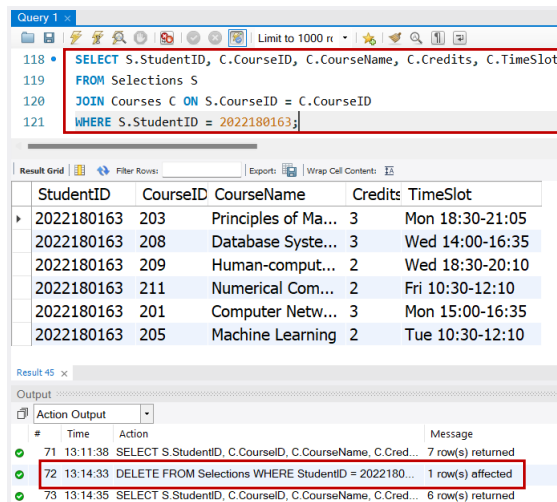 Query 1
Limit to 1000 rc
118 SELECT S.StudentID, C.CourseID, C.CourseName, C.Credits, C.TimeSlot
119 FROM Selections S
120 JOIN Courses C ON S.CourseID = C.CourseID
121 WHERE S.StudentID = 2022180163;
Result Grid Filter Rows: Export: Wrap Cell Content:
StudentID CourseID CourseName Credits TimeSlot
2022180163 203 Principles of Ma... 3 Mon 18:30-21:05
2022180163 208 Database Syste... 3 Wed 14:00-16:35
2022180163 209 Human-comput... 2 Wed 18:30-20:10
2022180163 211 Numerical Com... 2 Fri 10:30-12:10
2022180163 201 Computer Netw... 3 Mon 15:00-16:35
2022180163 205 Machine Learning 2 Tue 10:30-12:10
Result 45
Output
Action Output
# Time Action Message
71 13:11:38 SELECT S.StudentID, C.CourseID, C.CourseName, C.Cred... 7 row(s) returned
72 13:14:33 DELETE FROM Selections WHERE StudentID = 2022180... 1 row(s) affected
73 13:14:35 SELECT S.StudentID, C.CourseID, C.CourseName, C.Cred... 6 row(s) returned